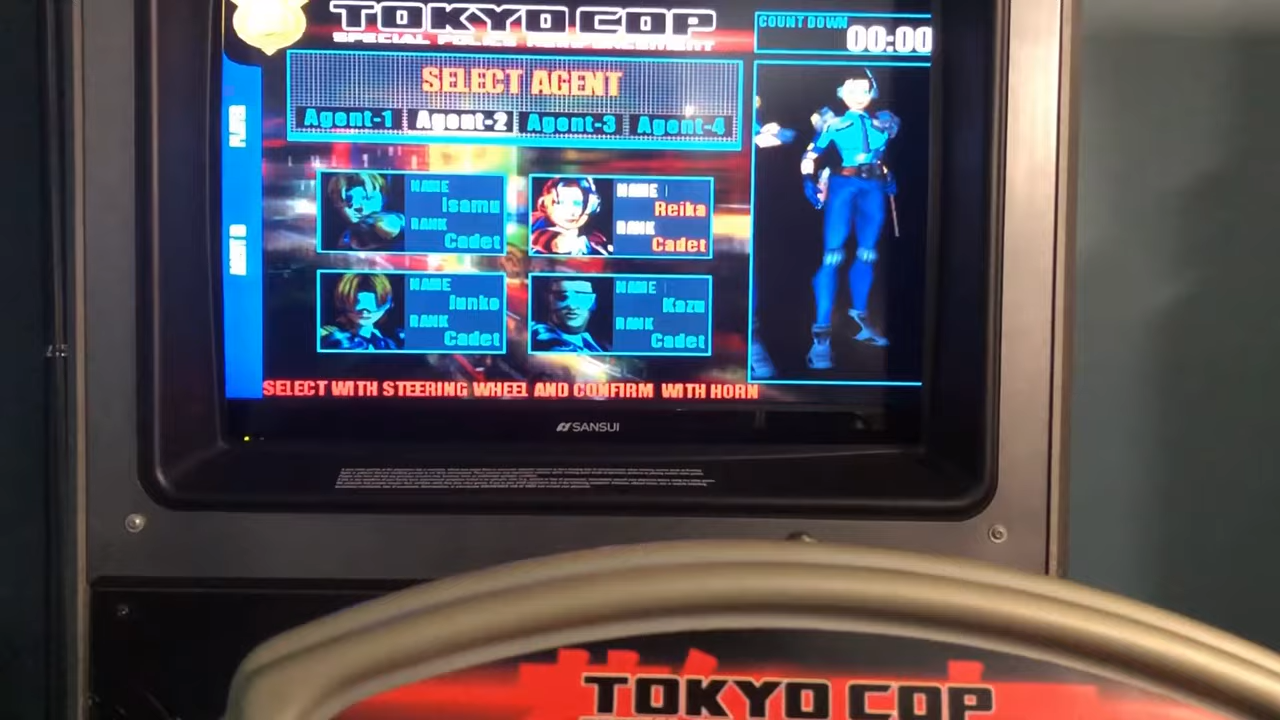 TOKYO COP
SPECIAL POLICE
COUNT DOWN
00:00
SELECT AGENT
Agent-1 Agent-2 Agent-3 Agent-4
NAME
Isamu
RANK
Cadet
NAME
Reika
RANK
Cadet
NAME
Junko
RANK
Cadet
NAME
Kazu
RANK
Cadet
SELECT WITH STEERING WHEEL AND CONFIRM WITH HORN
SANSUI
TOKYO COP